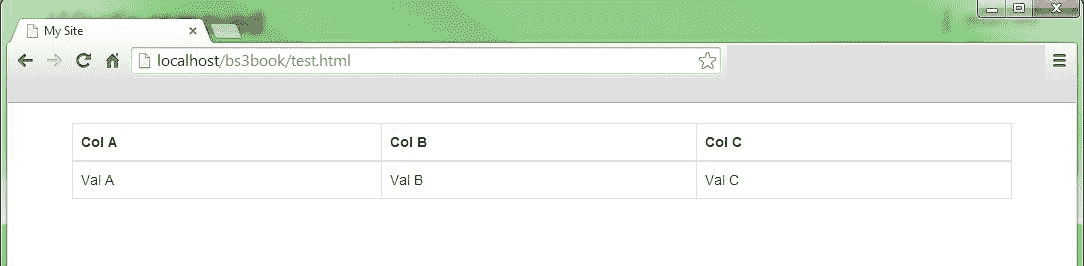 My Site
localhost/bs3book/test.html
Col A Col B Col C
Val A Val B Val C